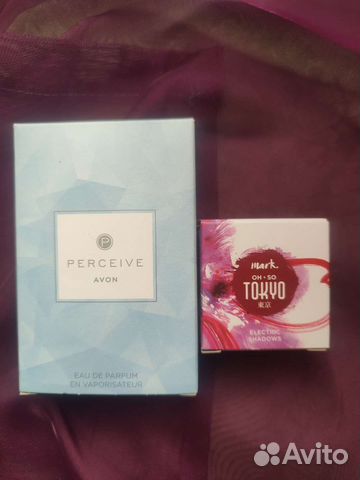 P
PERCEIVE
AVON
EAU DE PARFUM
EN VAPORISATEUR
mark.
OH • SO
TOKYO
東京
ELECTRIC
SHADOWS
Avito